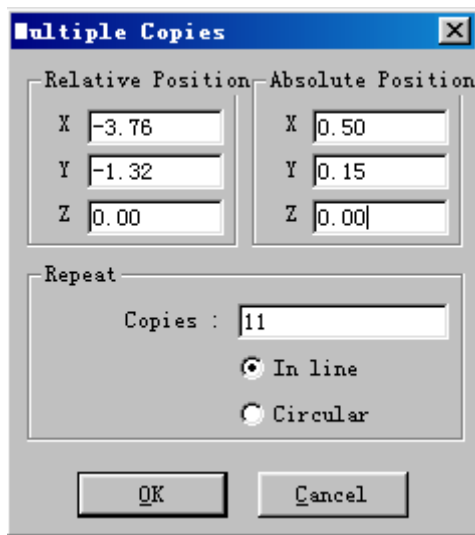 Multiple Copies
Relative Position Absolute Position
X -3.76 X 0.50
Y -1.32 Y 0.15
Z 0.00 Z 0.00
Repeat
Copies : 11
In line
Circular
OK Cancel